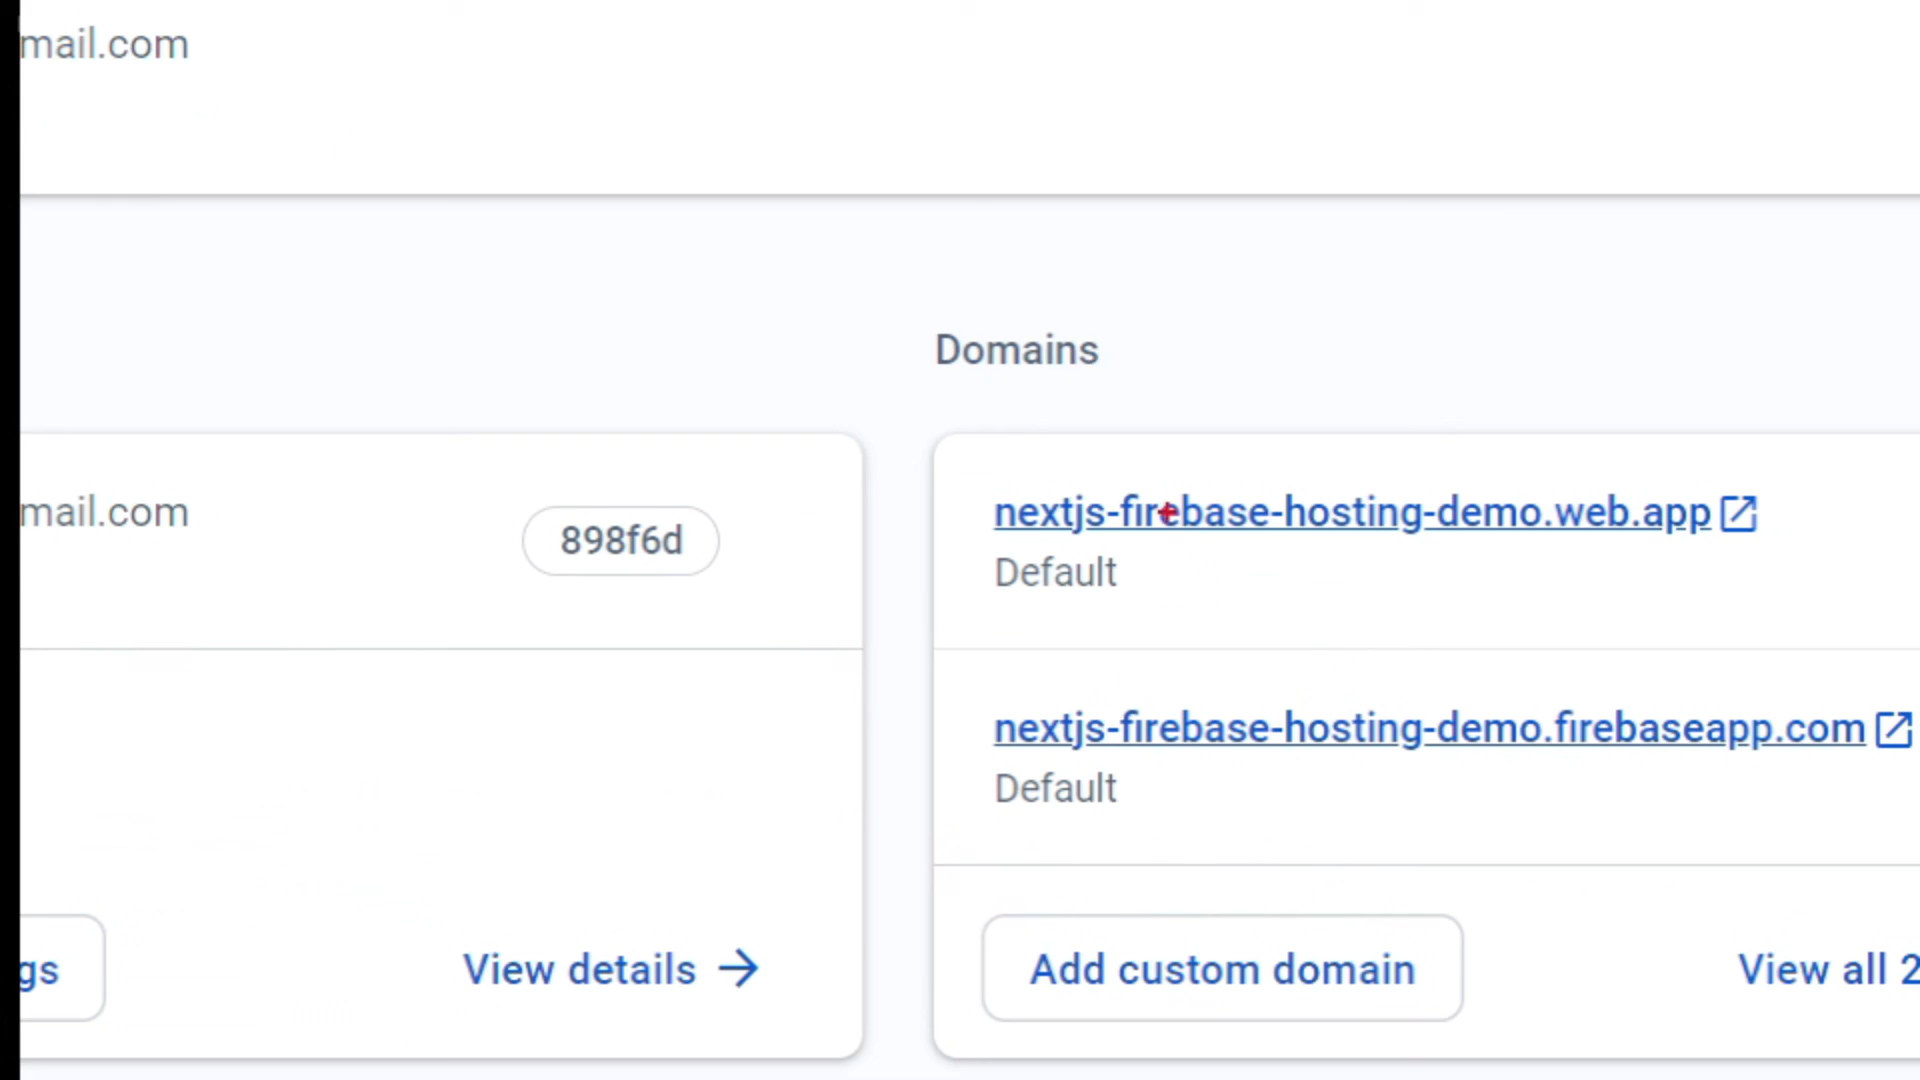 mail.com
Domains
mail.com
898f6d
nextjs-firebase-hosting-demo.web.app
Default
nextjs-firebase-hosting-demo.firebaseapp.com
Default
gs
View details
Add custom domain
View all 2